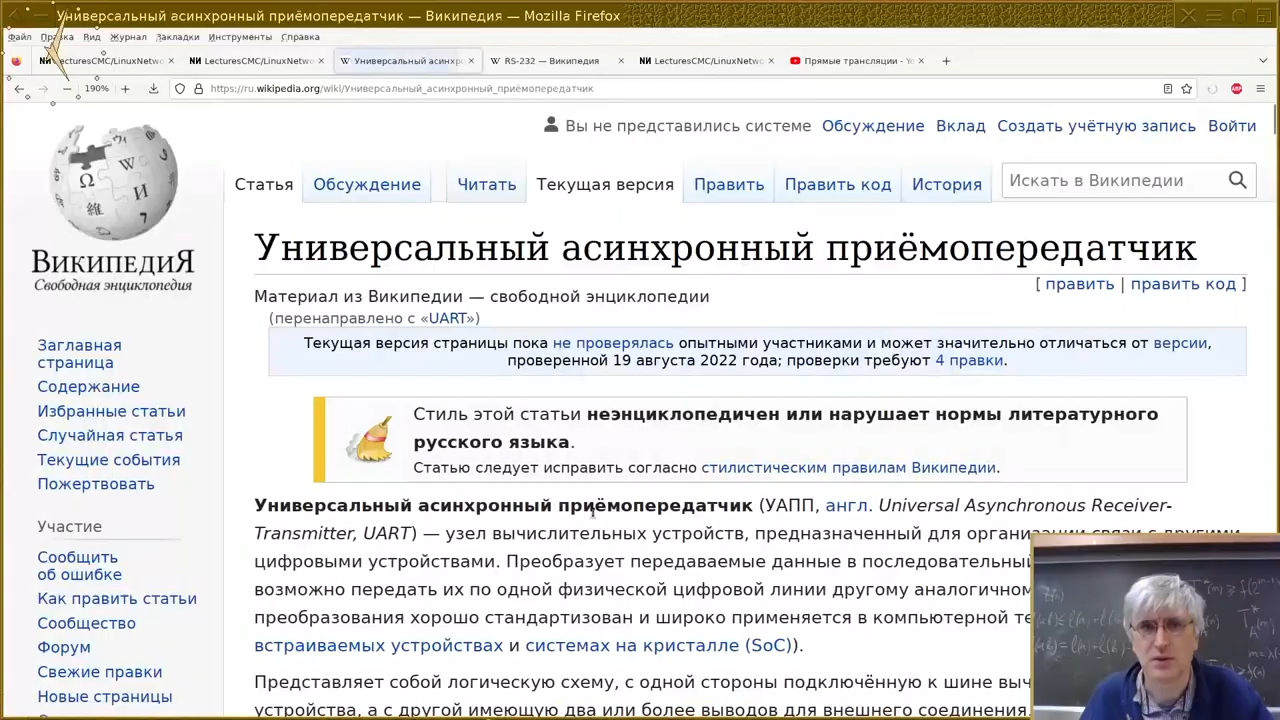 Универсальный асинхронный приёмопередатчик — Википедия — Mozilla Firefox
Файл Правка Вид Журнал Закладки Инструменты Справка
LecturesCMC/LinuxNetwo × LecturesCMC/LinuxNetwo × Универсальный асинхро × RS-232 — Википедия × LecturesCMC/LinuxNetwo × Прямые трансляции - Yo × +
190% https://ru.wikipedia.org/wiki/Универсальный_асинхронный_приёмопередатчик
Вы не представились системе Обсуждение Вклад Создать учётную запись Войти
Статья Обсуждение Читать Текущая версия Править Править код История Искать в Википедии
ВикипедиЯ
Свободная энциклопедия
Заглавная
страница
Содержание
Избранные статьи
Случайная статья
Текущие события
Пожертвовать
Участие
Сообщить
об ошибке
Как править статьи
Сообщество
Форум
Свежие правки
Новые страницы
Универсальный асинхронный приёмопередатчик
[ править | править код ]
Материал из Википедии — свободной энциклопедии
(перенаправлено с «UART»)
Текущая версия страницы пока не проверялась опытными участниками и может значительно отличаться от версии,
проверенной 19 августа 2022 года; проверки требуют 4 правки.
Стиль этой статьи неэнциклопедичен или нарушает нормы литературного
русского языка.
Статью следует исправить согласно стилистическим правилам Википедии.
Универсальный асинхронный приёмопередатчик (УАПП, англ. Universal Asynchronous Receiver-
Transmitter, UART) — узел вычислительных устройств, предназначенный для организации связи с другими
цифровыми устройствами. Преобразует передаваемые данные в последовательный
возможно передать их по одной физической цифровой линии другому аналогичном
преобразования хорошо стандартизован и широко применяется в компьютерной те
встраиваемых устройствах и системах на кристалле (SoC)).
Представляет собой логическую схему, с одной стороны подключённую к шине выч
устройства, а с другой имеющую два или более выводов для внешнего соединения